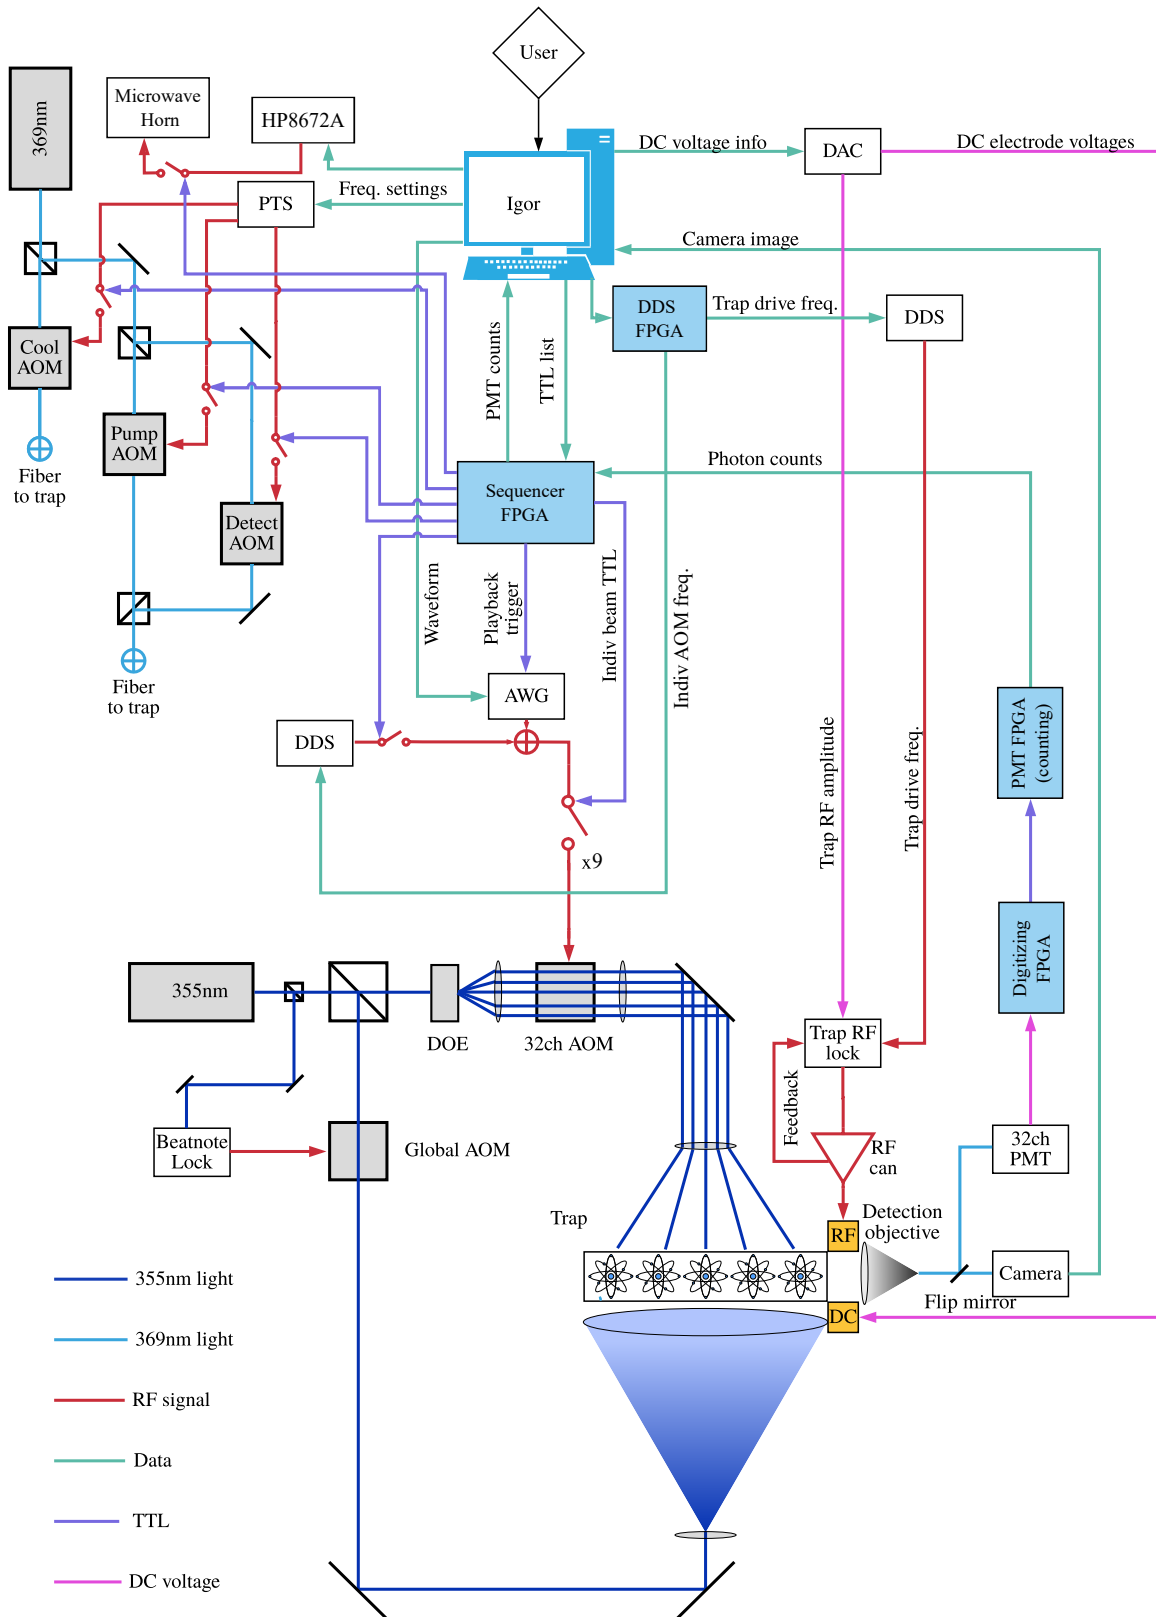 User
369nm
Microwave
Horn
HP8672A
DC voltage info
DAC
DC electrode voltages
Freq. settings
PTS
Igor
Camera image
DDS
FPGA
Trap drive freq.
DDS
Cool
AOM
PMT counts
TTL list
Pump
AOM
Fiber
to trap
Photon counts
Sequencer
FPGA
Detect
AOM
Waveform
Playback
trigger
Indiv beam TTL
Indiv AOM freq.
Fiber
to trap
AWG
DDS
PMT FPGA
(counting)
Trap RF amplitude
Trap drive freq.
x9
Digitizing
FPGA
355nm
DOE
32ch AOM
Trap RF
lock
Feedback
Beatnote
Lock
Global AOM
RF
can
32ch
PMT
Trap
Detection
objective
RF
Camera
Flip mirror
DC
355nm light
369nm light
RF signal
Data
TTL
DC voltage